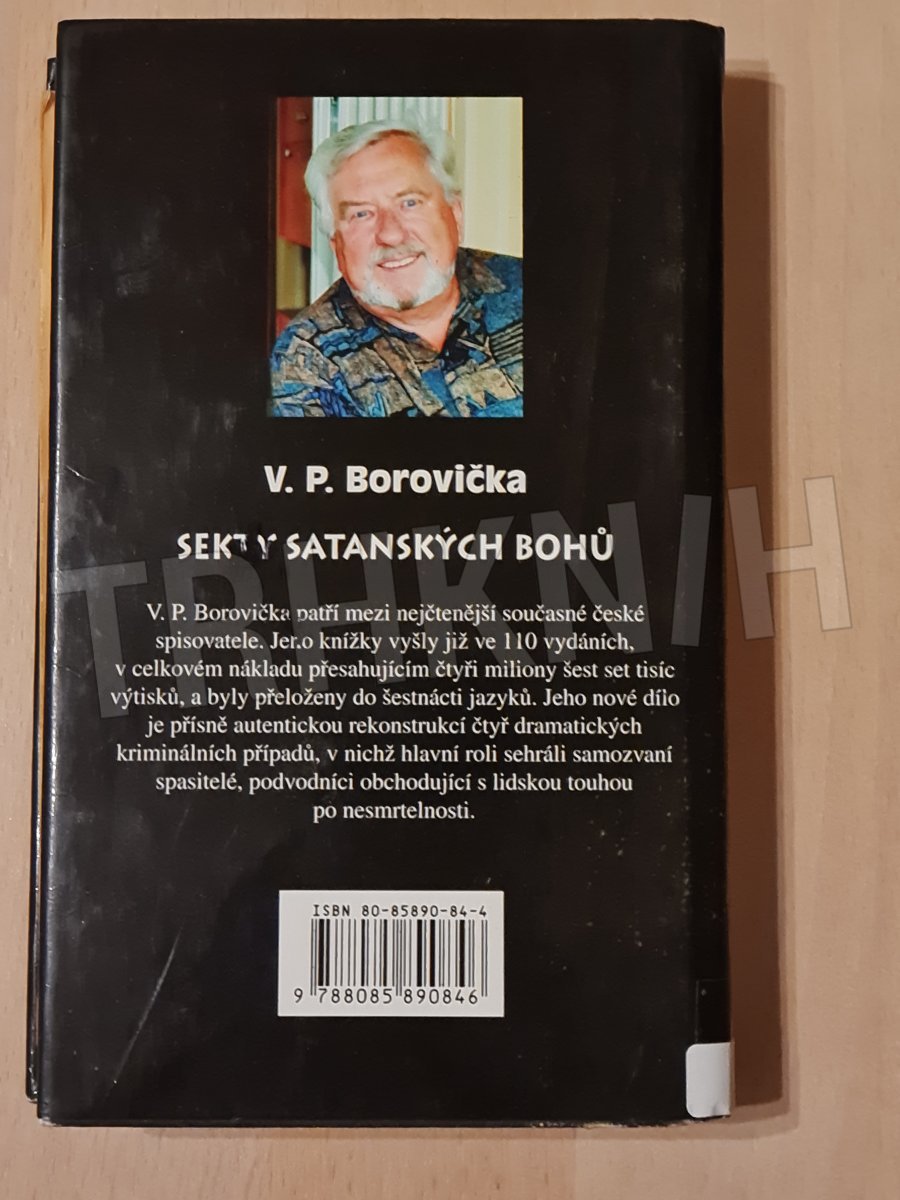 V. P. Borovička
SEKTY SATANSKÝCH BOHŮ
V. P. Borovička patří mezi nejčtenější současné české
spisovatele. Jeho knížky vyšly již ve 110 vydáních,
v celkovém nákladu přesahujícím čtyři miliony šest set tisíc
výtisků, a byly přeloženy do šestnácti jazyků. Jeho nové dílo
je přísně autentickou rekonstrukcí čtyř dramatických
kriminálních případů, v nichž hlavní roli sehráli samozvaní
spasitelé, podvodníci obchodující s lidskou touhou
po nesmrtelnosti.
TRHKNIH
ISBN 80-85890-84-4
9 788085 890846